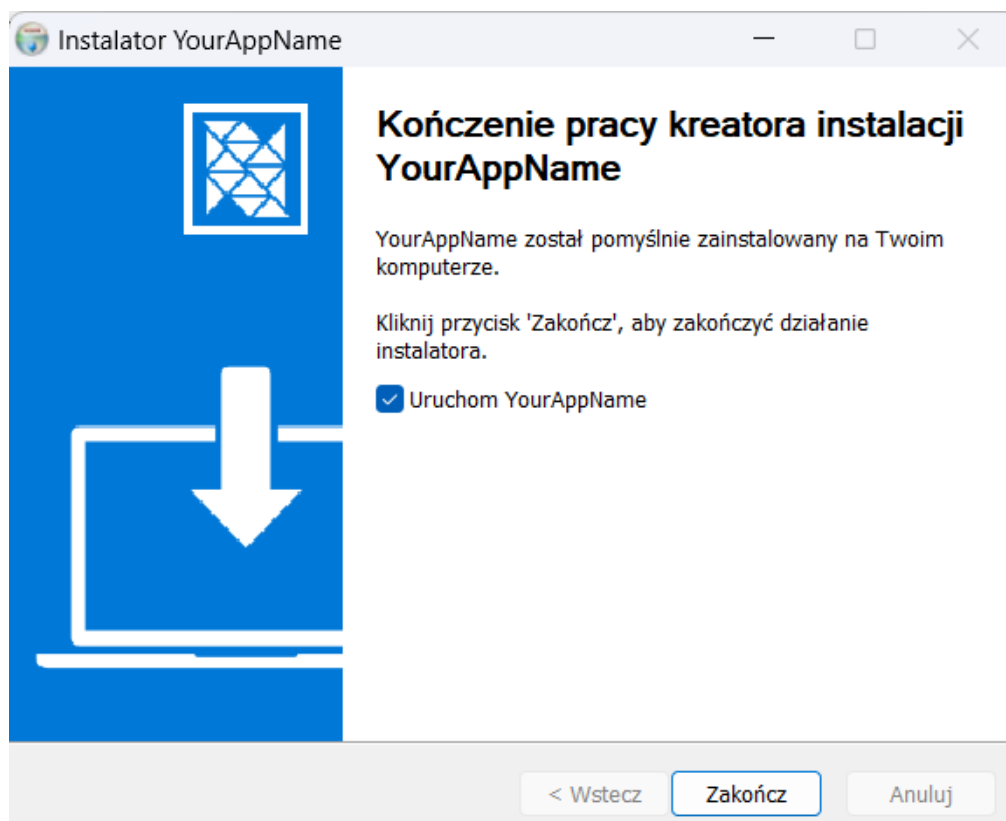 Instalator YourAppName
Kończenie pracy kreatora instalacji
YourAppName
YourAppName został pomyślnie zainstalowany na Twoim
komputerze.
Kliknij przycisk 'Zakończ', aby zakończyć działanie
instalatora.
Uruchom YourAppName
< Wstecz Zakończ Anuluj